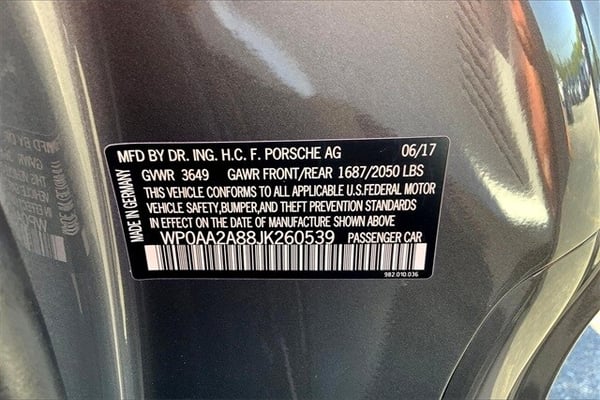 MFD BY DR. ING. H.C. F. PORSCHE AG 06/17
GVWR 3649 GAWR FRONT/REAR 1687/2050 LBS
THIS VEHICLE CONFORMS TO ALL APPLICABLE U.S.FEDERAL MOTOR
VEHICLE SAFETY,BUMPER,AND THEFT PREVENTION STANDARDS
IN EFFECT ON THE DATE OF MANUFACTURE SHOWN ABOVE.
WP0AA2A88JK260539 PASSENGER CAR
982.010.036
MADE IN GERMANY